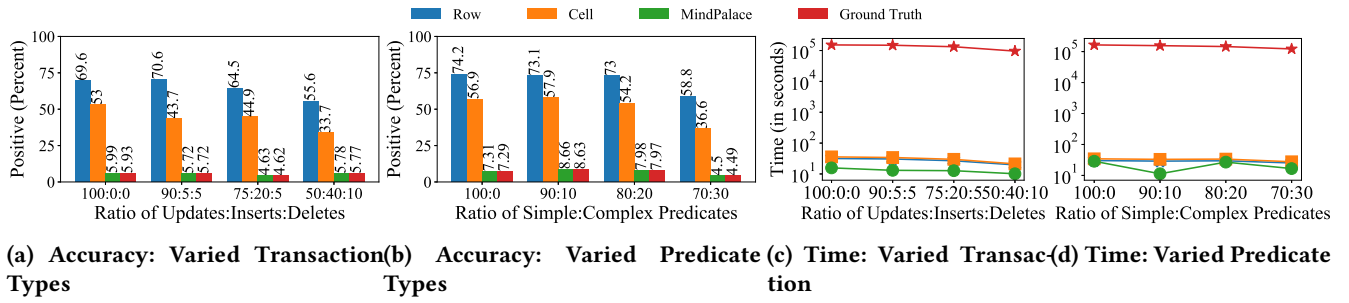 Row Cell MindPalace Ground Truth
Positive (Percent)
100
75
50
25
0
69.6
53
5.99
5.93
70.6
43.7
5.72
5.72
64.5
44.9
4.63
4.62
55.6
33.7
5.78
5.77
100:0:0 90:5:5 75:20:5 50:40:10
Ratio of Updates:Inserts:Deletes
Positive (Percent)
100
75
50
25
0
74.2
56.9
7.31
7.29
73.1
57.9
8.66
8.63
73
54.2
7.98
7.97
58.8
36.6
4.5
4.49
100:0 90:10 80:20 70:30
Ratio of Simple:Complex Predicates
Time (in seconds)
10^5
10^4
10^3
10^2
10^1
100:0:0 90:5:5 75:20:5 50:40:10
Ratio of Updates:Inserts:Deletes
10^5
10^4
10^3
10^2
10^1
100:0 90:10 80:20 70:30
Ratio of Simple:Complex Predicates
(a) Accuracy: Varied Transaction
Types
(b) Accuracy: Varied Predicate
Types
(c) Time: Varied Transac-
tion
(d) Time: Varied Predicate